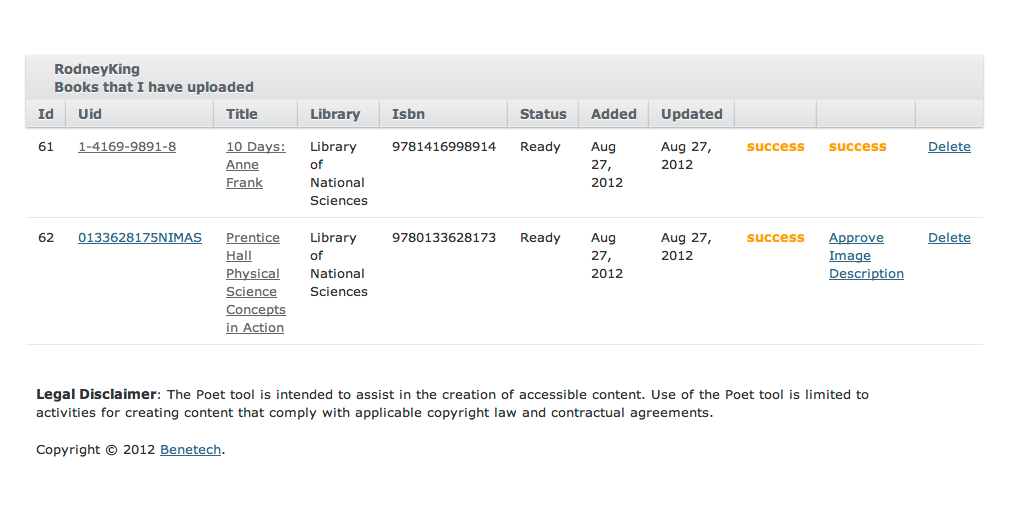 RodneyKing
Books that I have uploaded
Id Uid Title Library Isbn Status Added Updated
61 1-4169-9891-8 10 Days: Library 9781416998914 Ready Aug Aug 27, success success Delete
Anne of 27, 2012
Frank National 2012
Sciences
62 0133628175NIMAS Prentice Library 9780133628173 Ready Aug Aug 27, success Approve Delete
Hall of 27, 2012 Image
Physical National 2012 Description
Science Sciences
Concepts
in Action
Legal Disclaimer: The Poet tool is intended to assist in the creation of accessible content. Use of the Poet tool is limited to
activities for creating content that comply with applicable copyright law and contractual agreements.
Copyright © 2012 Benetech.